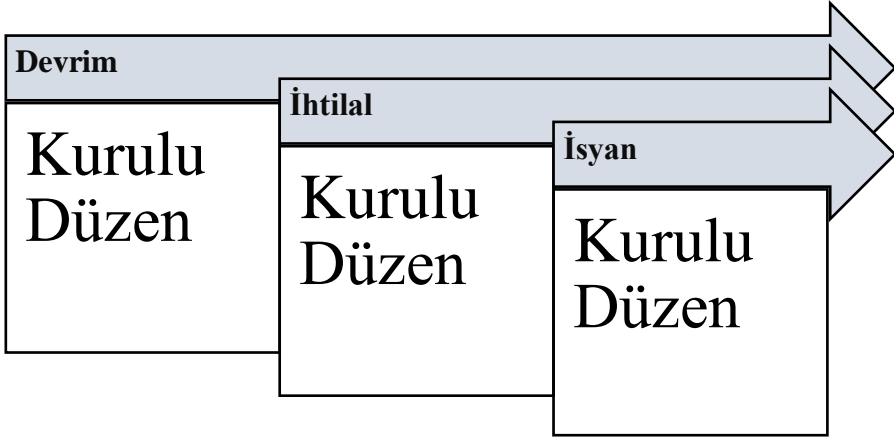 Devrim
Kurulu
Düzen
İhtilal
Kurulu
Düzen
İsyan
Kurulu
Düzen